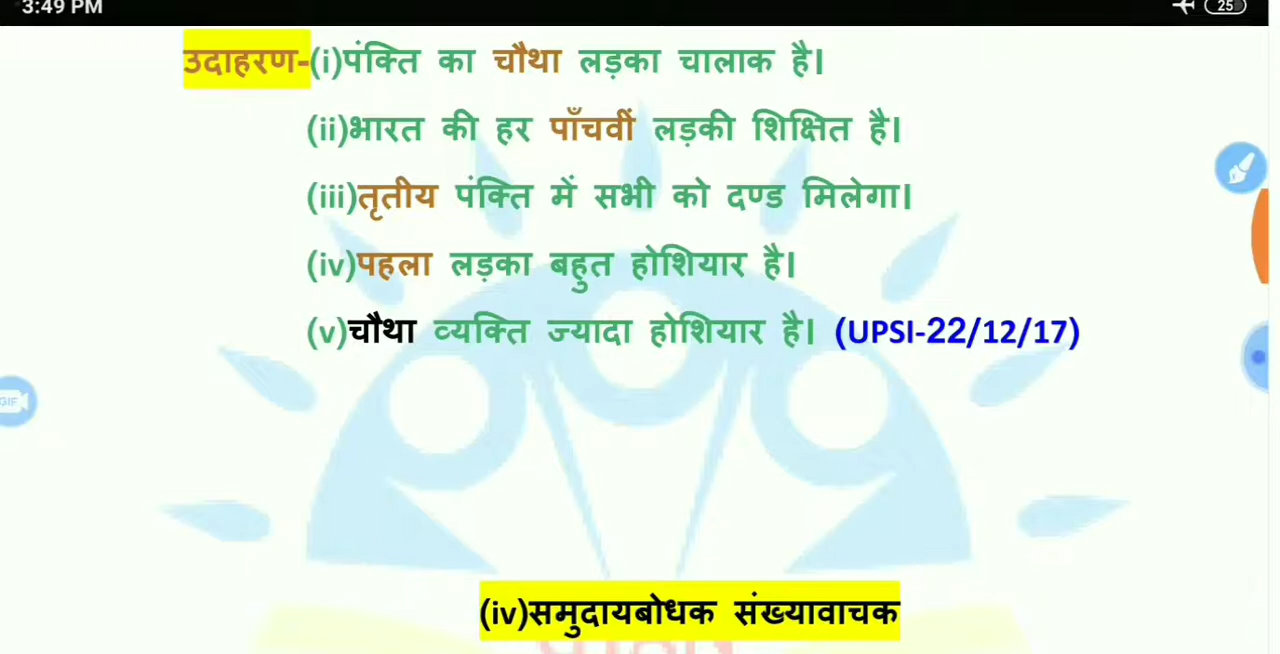 3:49 PM
25
उदाहरण-(i)पंक्ति का चौथा लड़का चालाक है।
(ii)भारत की हर पाँचवीं लड़की शिक्षित है।
(iii)तृतीय पंक्ति में सभी को दण्ड मिलेगा।
(iv)पहला लड़का बहुत होशियार है।
(v)चौथा व्यक्ति ज्यादा होशियार है। (UPSI-22/12/17)
GIF
(iv)समुदायबोधक संख्यावाचक